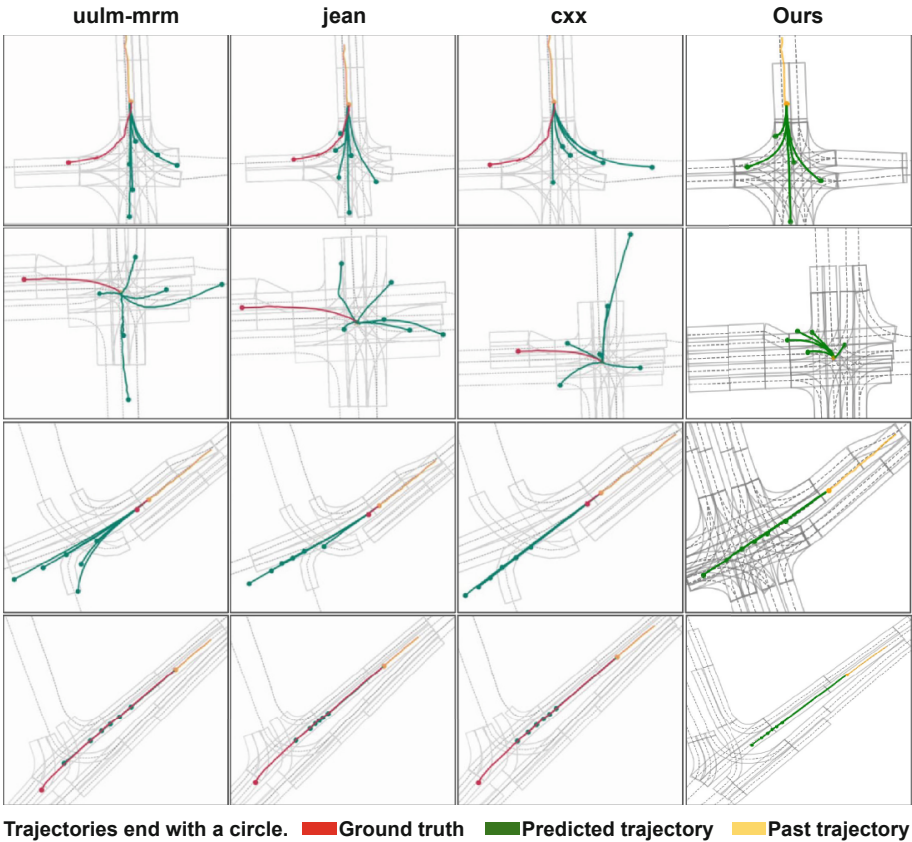 uulm-mrm jean cxx Ours
Trajectories end with a circle. Ground truth Predicted trajectory Past trajectory